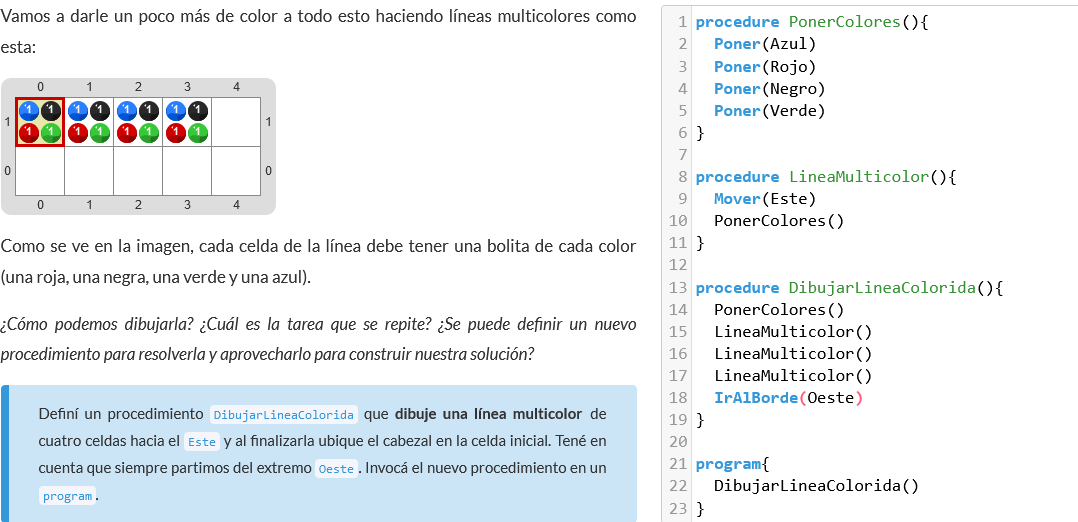 Vamos a darle un poco más de color a todo esto haciendo líneas multicolores como
esta:
0 1 2 3 4
1 1 1 1 1 1 1 1 1 1
1 1 1 1 1 1 1 1
0 0
0 1 2 3 4
Como se ve en la imagen, cada celda de la línea debe tener una bolita de cada color
(una roja, una negra, una verde y una azul).
¿Cómo podemos dibujarla? ¿Cuál es la tarea que se repite? ¿Se puede definir un nuevo
procedimiento para resolverla y aprovecharlo para construir nuestra solución?
Definí un procedimiento DibujarLineaColorida que dibuje una línea multicolor de
cuatro celdas hacia el Este y al finalizarla ubique el cabezal en la celda inicial. Tené en
cuenta que siempre partimos del extremo Oeste. Invocá el nuevo procedimiento en un
program.
1 procedure PonerColores(){
2 Poner(Azul)
3 Poner(Rojo)
4 Poner(Negro)
5 Poner(Verde)
6 }
7
8 procedure LineaMulticolor(){
9 Mover(Este)
10 PonerColores()
11 }
12
13 procedure DibujarLineaColorida(){
14 PonerColores()
15 LineaMulticolor()
16 LineaMulticolor()
17 LineaMulticolor()
18 IrAlBorde(Oeste)
19 }
20
21 program{
22 DibujarLineaColorida()
23 }